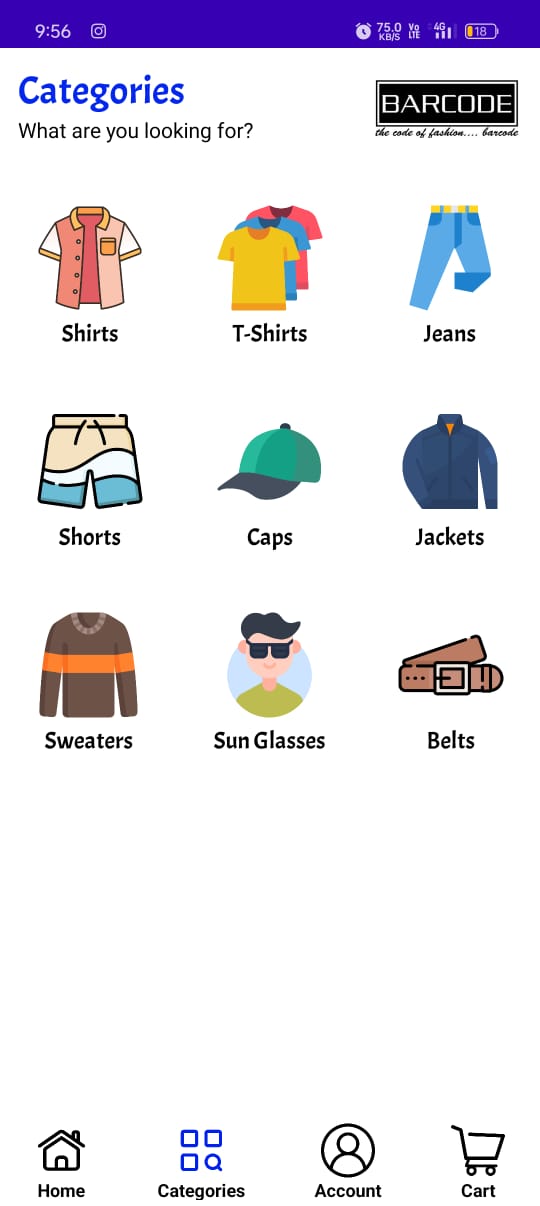 9:56 75.0 KB/S Vo LTE 4G 18
Categories
What are you looking for?
BARCODE
the code of fashion.... barcode
Shirts T-Shirts Jeans
Shorts Caps Jackets
Sweaters Sun Glasses Belts
Home Categories Account Cart